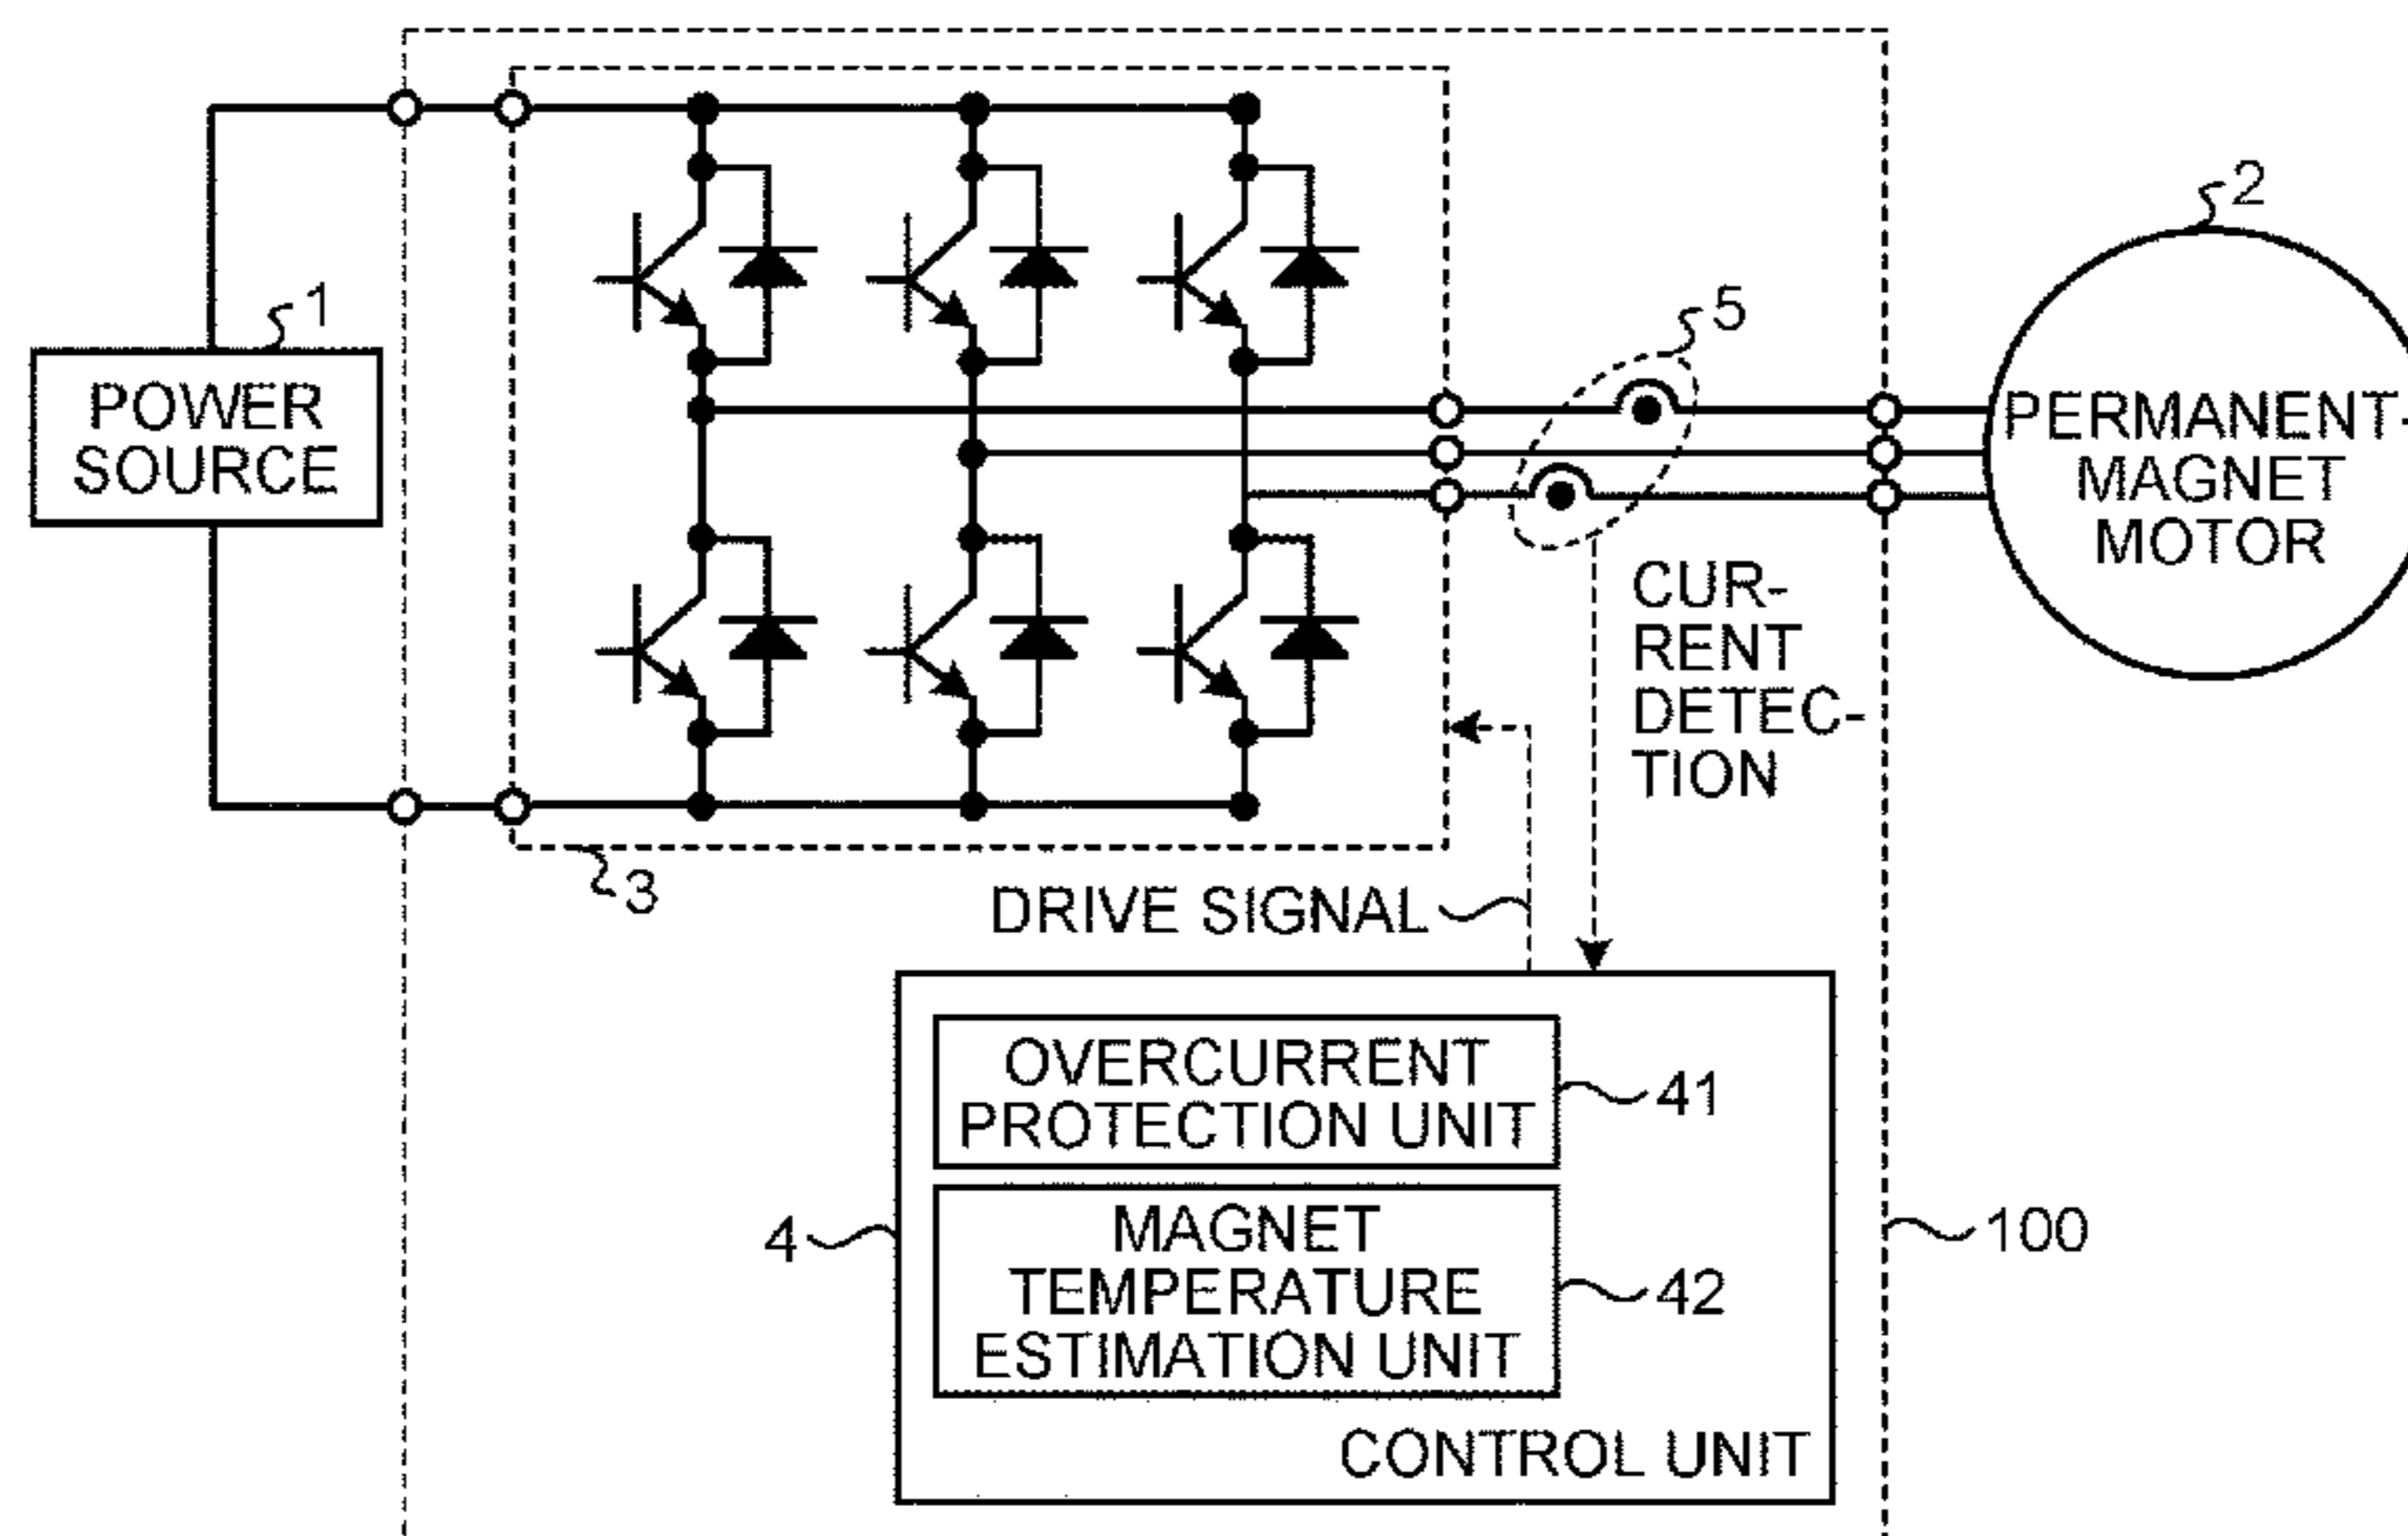 1
POWER
SOURCE
2
PERMANENT-
MAGNET
MOTOR
5
CUR-
RENT
DETEC-
TION
3
DRIVE SIGNAL
OVERCURRENT
PROTECTION UNIT
41
4
MAGNET
TEMPERATURE
ESTIMATION UNIT
42
100
CONTROL UNIT